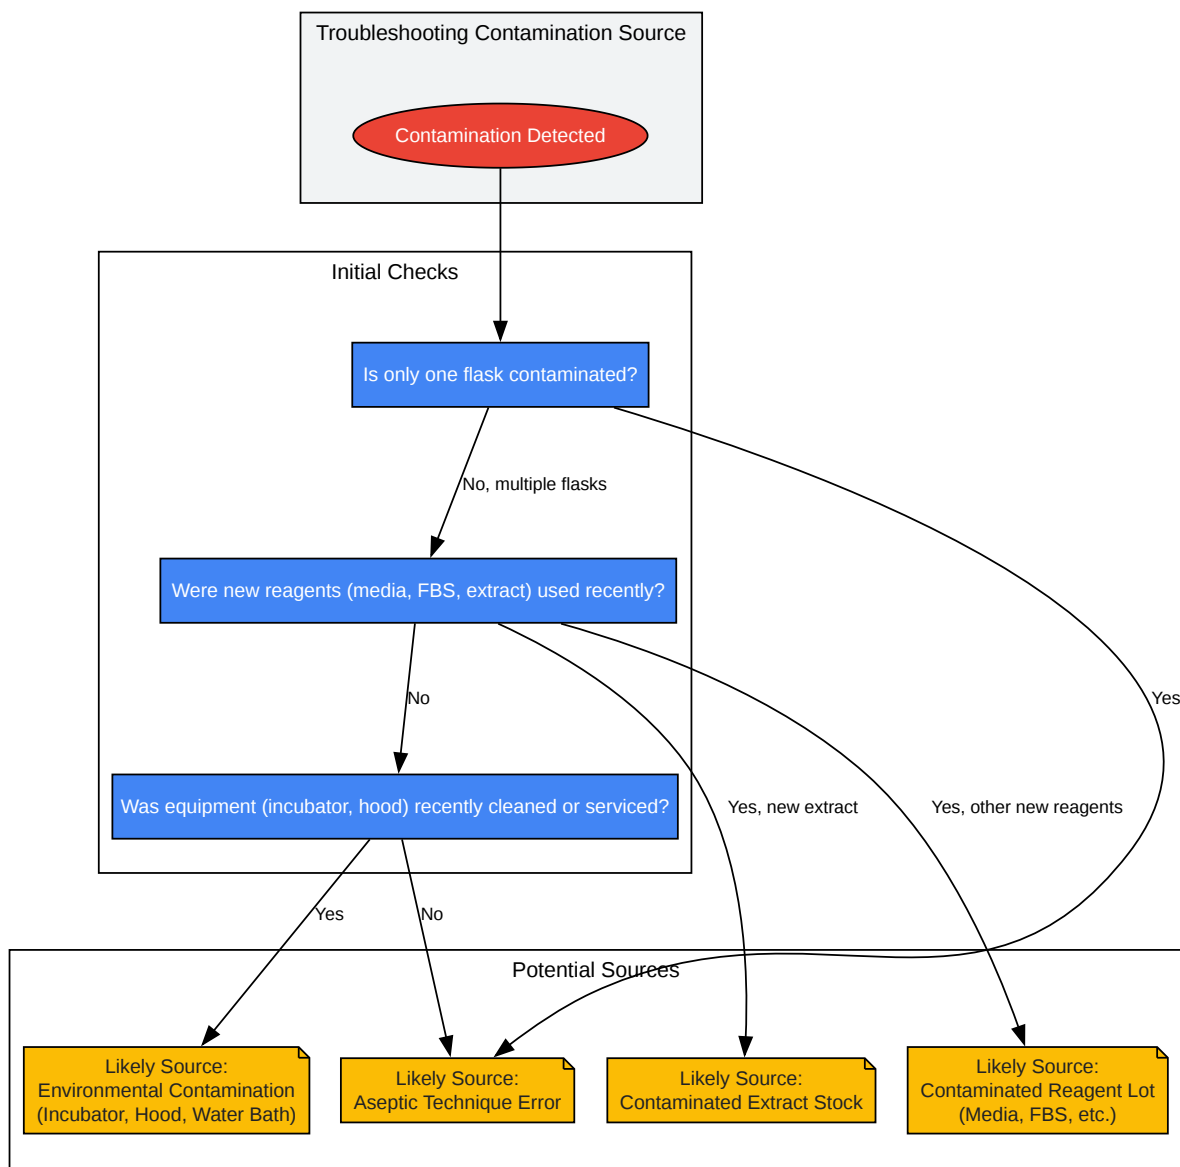 Troubleshooting Contamination Source
Contamination Detected
Initial Checks
Is only one flask contaminated?
No, multiple flasks
Were new reagents (media, FBS, extract) used recently?
No
Yes
Was equipment (incubator, hood) recently cleaned or serviced?
Yes, new extract
Yes, other new reagents
Yes
No
Potential Sources
Likely Source:
Environmental Contamination
(Incubator, Hood, Water Bath)
Likely Source:
Aseptic Technique Error
Likely Source:
Contaminated Extract Stock
Likely Source:
Contaminated Reagent Lot
(Media, FBS, etc.)